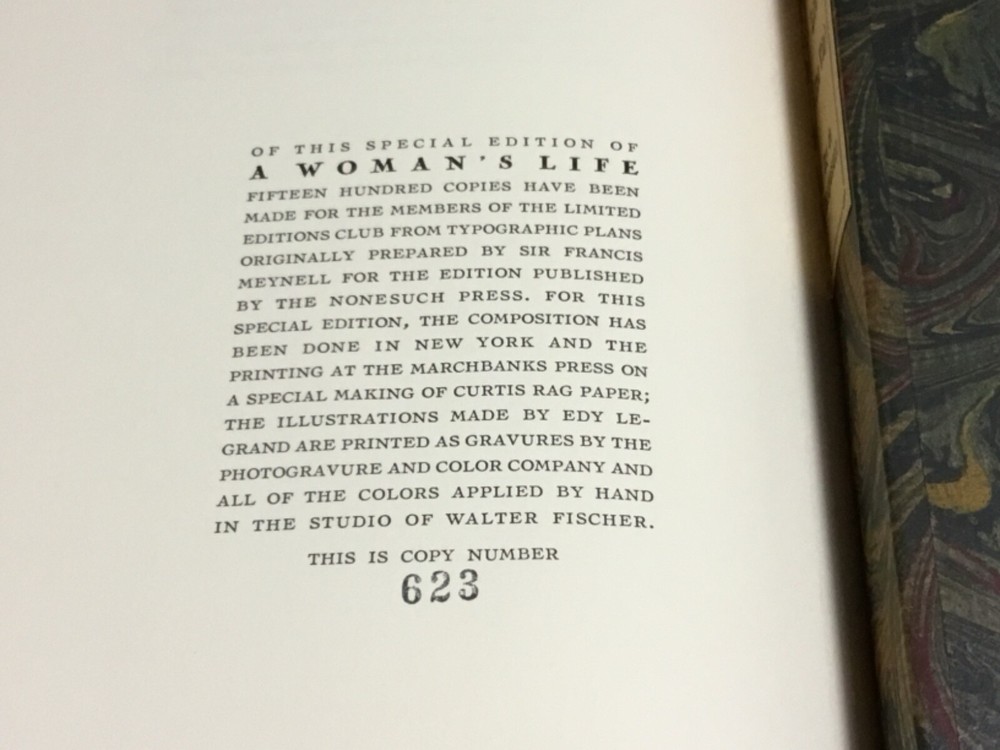 OF THIS SPECIAL EDITION OF
A WOMAN'S LIFE
FIFTEEN HUNDRED COPIES HAVE BEEN
MADE FOR THE MEMBERS OF THE LIMITED
EDITIONS CLUB FROM TYPOGRAPHIC PLANS
ORIGINALLY PREPARED BY SIR FRANCIS
MEYNELL FOR THE EDITION PUBLISHED
BY THE NONESUCH PRESS. FOR THIS
SPECIAL EDITION, THE COMPOSITION HAS
BEEN DONE IN NEW YORK AND THE
PRINTING AT THE MARCHBANKS PRESS ON
A SPECIAL MAKING OF CURTIS RAG PAPER;
THE ILLUSTRATIONS MADE BY EDY LE-
GRAND ARE PRINTED AS GRAVURES BY THE
PHOTOGRAVURE AND COLOR COMPANY AND
ALL OF THE COLORS APPLIED BY HAND
IN THE STUDIO OF WALTER FISCHER.
THIS IS COPY NUMBER
623